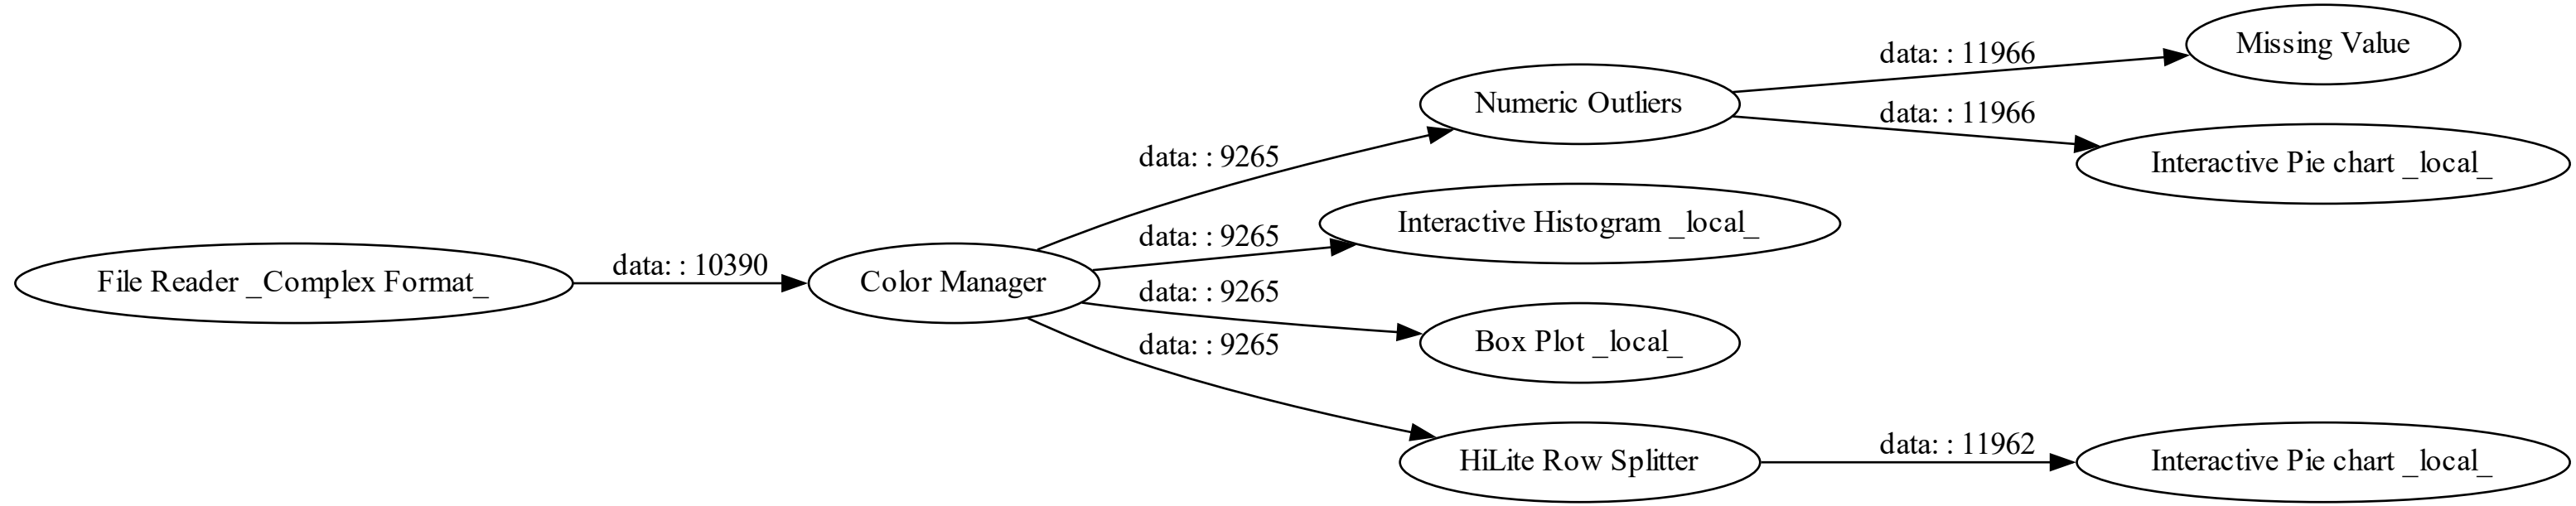 File Reader _Complex Format_
data: : 10390
Color Manager
data: : 9265
data: : 9265
data: : 9265
data: : 9265
Numeric Outliers
Interactive Histogram _local_
Box Plot _local_
HiLite Row Splitter
data: : 11966
data: : 11966
data: : 11962
Missing Value
Interactive Pie chart _local_
Interactive Pie chart _local_